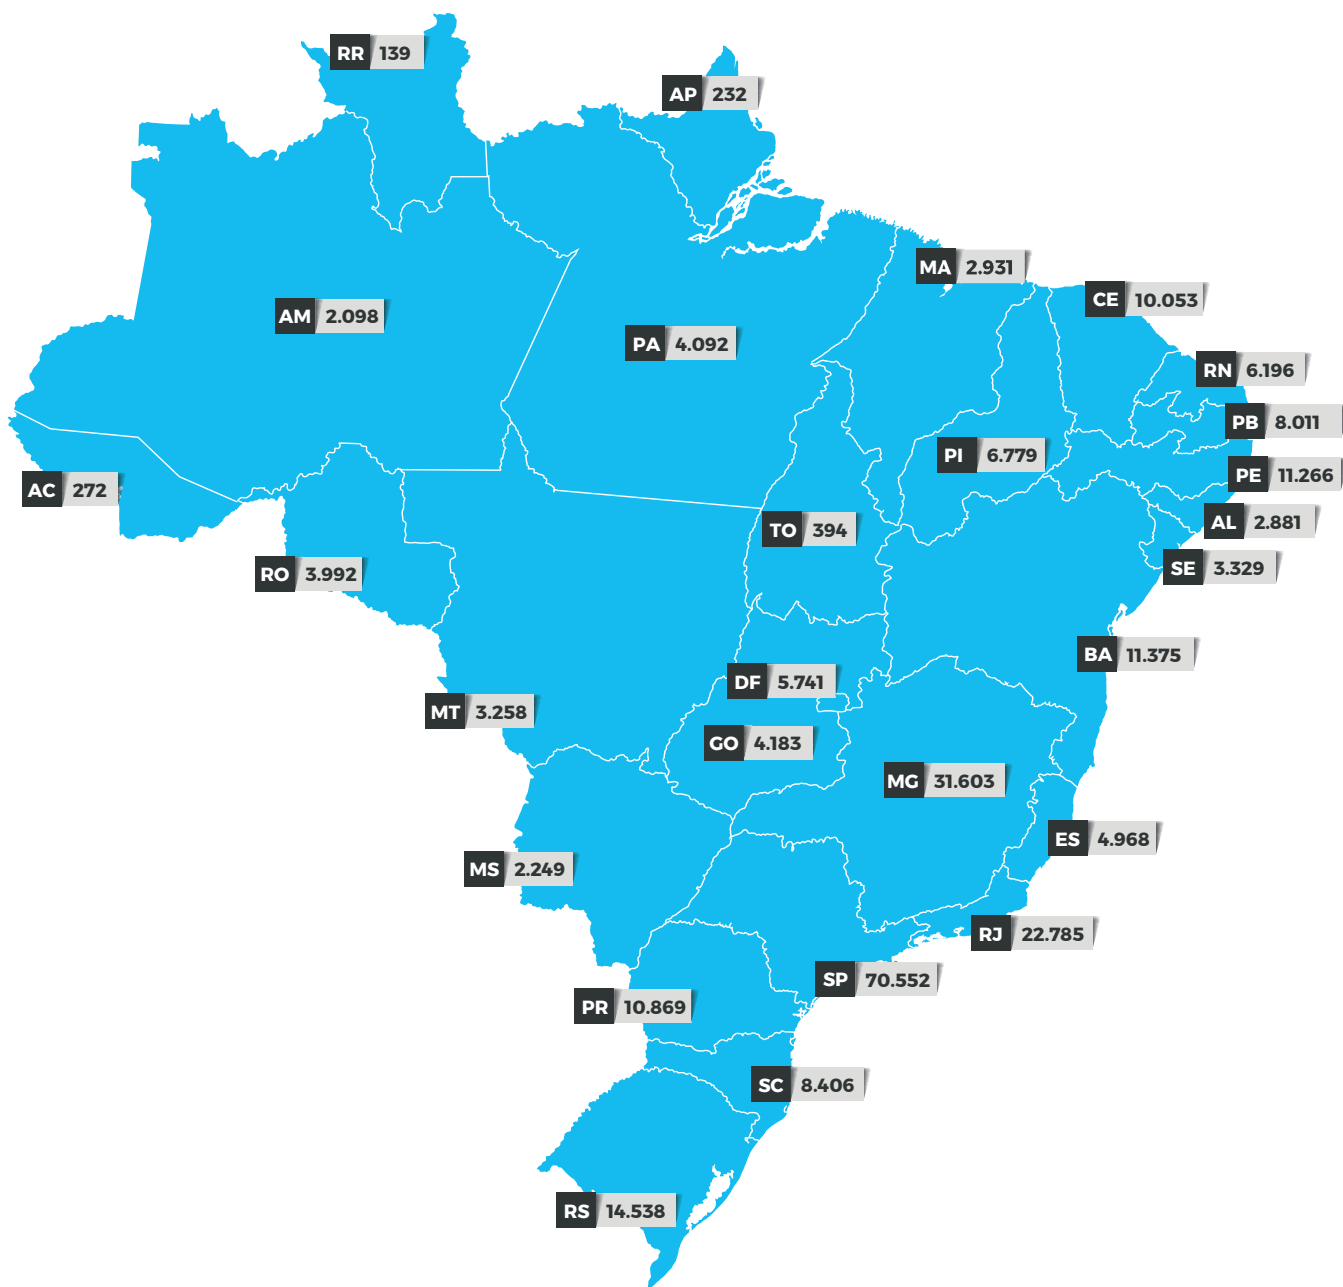 RR 139
AP 232
MA 2.931
CE 10.053
AM 2.098
PA 4.092
RN 6.196
PB 8.011
PI 6.779
PE 11.266
AC 272
AL 2.881
TO 394
SE 3.329
RO 3.992
BA 11.375
DF 5.741
MT 3.258
GO 4.183
MG 31.603
ES 4.968
MS 2.249
RJ 22.785
SP 70.552
PR 10.869
SC 8.406
RS 14.538